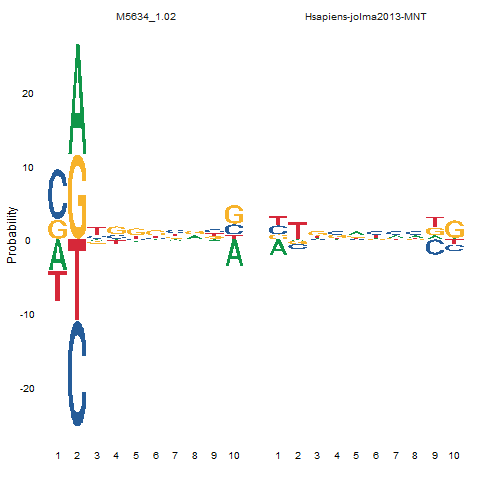 M5634_1.02 Hsapiens-jolma2013-MNT
Probability
20
10
0
-10
-20
C A
G G T G G G
A T C A
T C
T T T G
C G C
A C
1 2 3 4 5 6 7 8 9 10 1 2 3 4 5 6 7 8 9 10